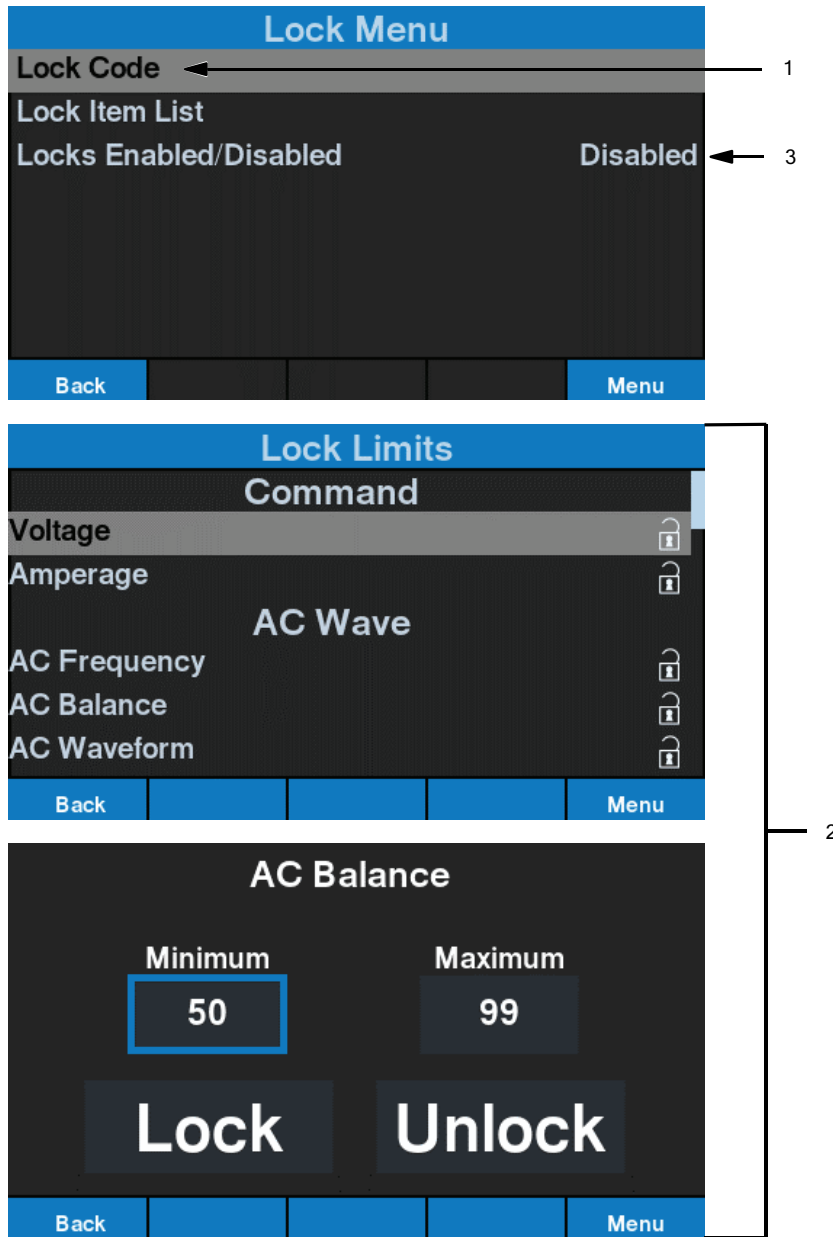 Lock Menu
Lock Code
1
Lock Item List
Locks Enabled/Disabled Disabled
3
Back Menu
Lock Limits
Command
Voltage
Amperage
AC Wave
AC Frequency
AC Balance
AC Waveform
Back Menu
2
AC Balance
Minimum Maximum
50 99
Lock Unlock
Back Menu